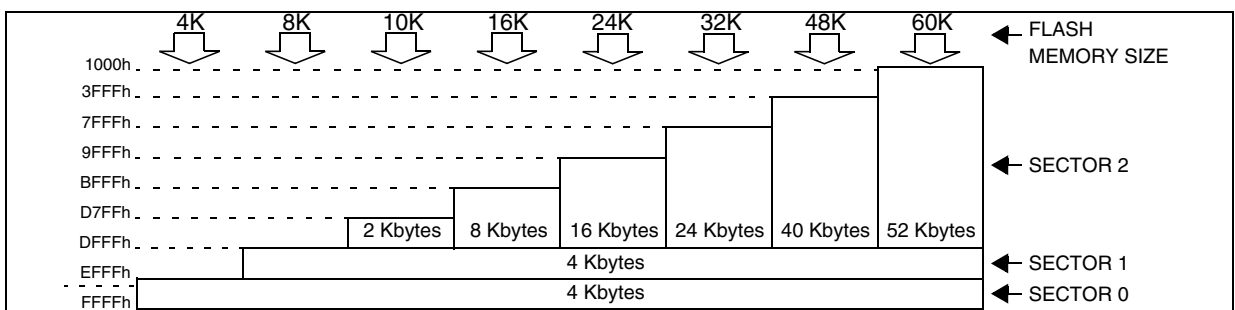 4K 8K 10K 16K 24K 32K 48K 60K
FLASH
MEMORY SIZE
1000h
3FFFh
7FFFh
9FFFh
SECTOR 2
BFFFh
D7FFh
2 Kbytes 8 Kbytes 16 Kbytes 24 Kbytes 40 Kbytes 52 Kbytes
DFFFh
4 Kbytes
SECTOR 1
EFFFh
4 Kbytes
SECTOR 0
FFFFh